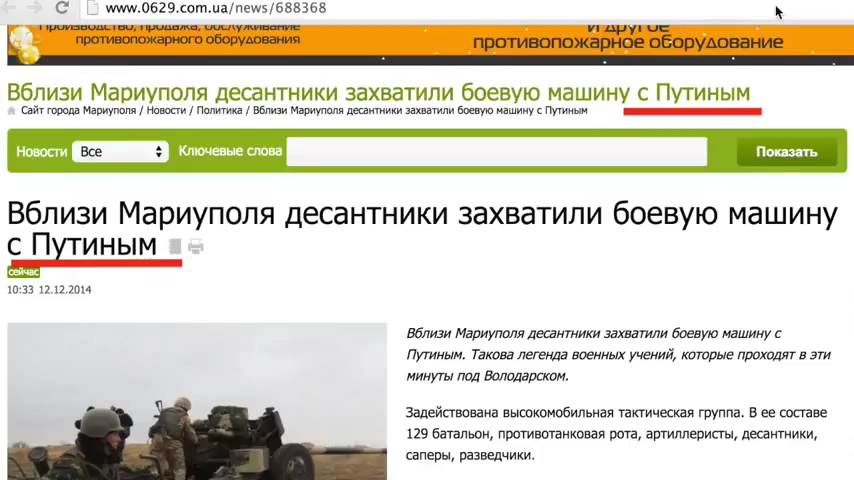 www.0629.com.ua/news/688368
Производство, продажа, обслуживание
противопожарного оборудования
и другое
противопожарное оборудование
Вблизи Мариуполя десантники захватили боевую машину с Путиным
Сайт города Мариуполя / Новости / Политика / Вблизи Мариуполя десантники захватили боевую машину с Путиным
Новости Все Ключевые слова Показать
Вблизи Мариуполя десантники захватили боевую машину
с Путиным
сейчас
10:33 12.12.2014
Вблизи Мариуполя десантники захватили боевую машину с
Путиным. Такова легенда военных учений, которые проходят в эти
минуты под Володарском.
Задействована высокомобильная тактическая группа. В ее составе
129 батальон, противотанковая рота, артиллеристы, десантники,
саперы, разведчики.